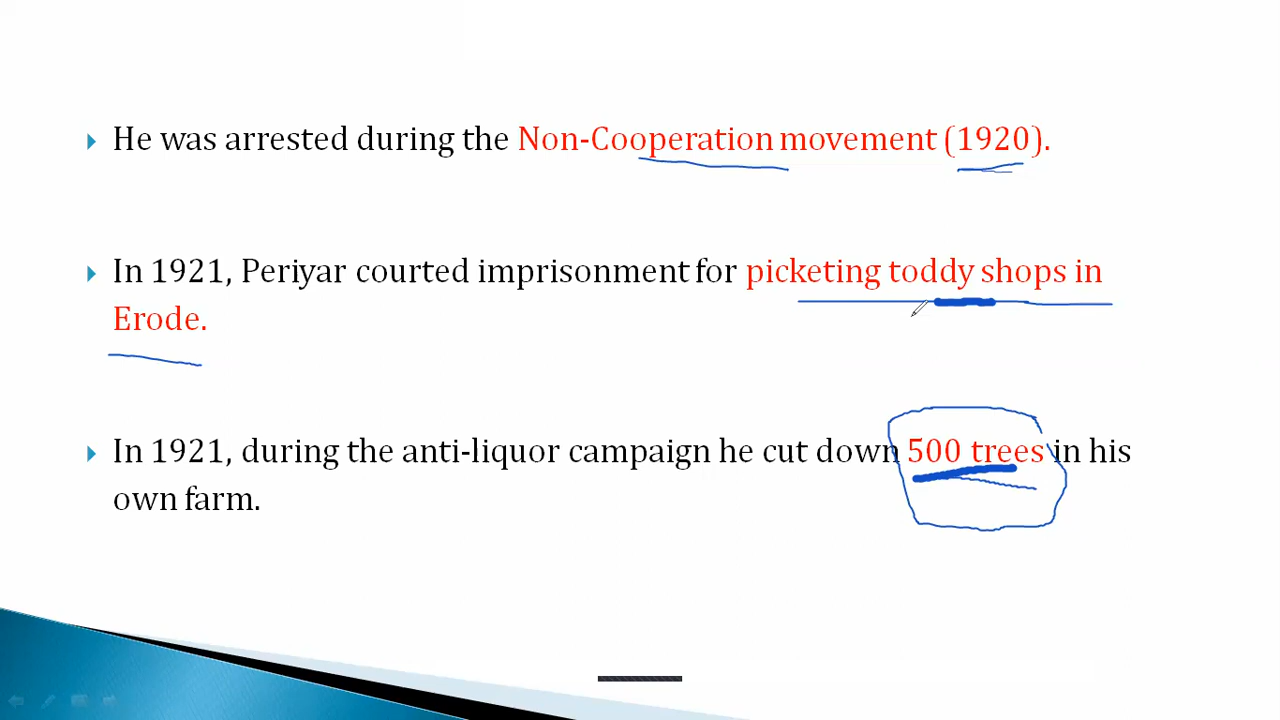 He was arrested during the Non-Cooperation movement (1920).
In 1921, Periyar courted imprisonment for picketing toddy shops in
Erode.
In 1921, during the anti-liquor campaign he cut down 500 trees in his
own farm.